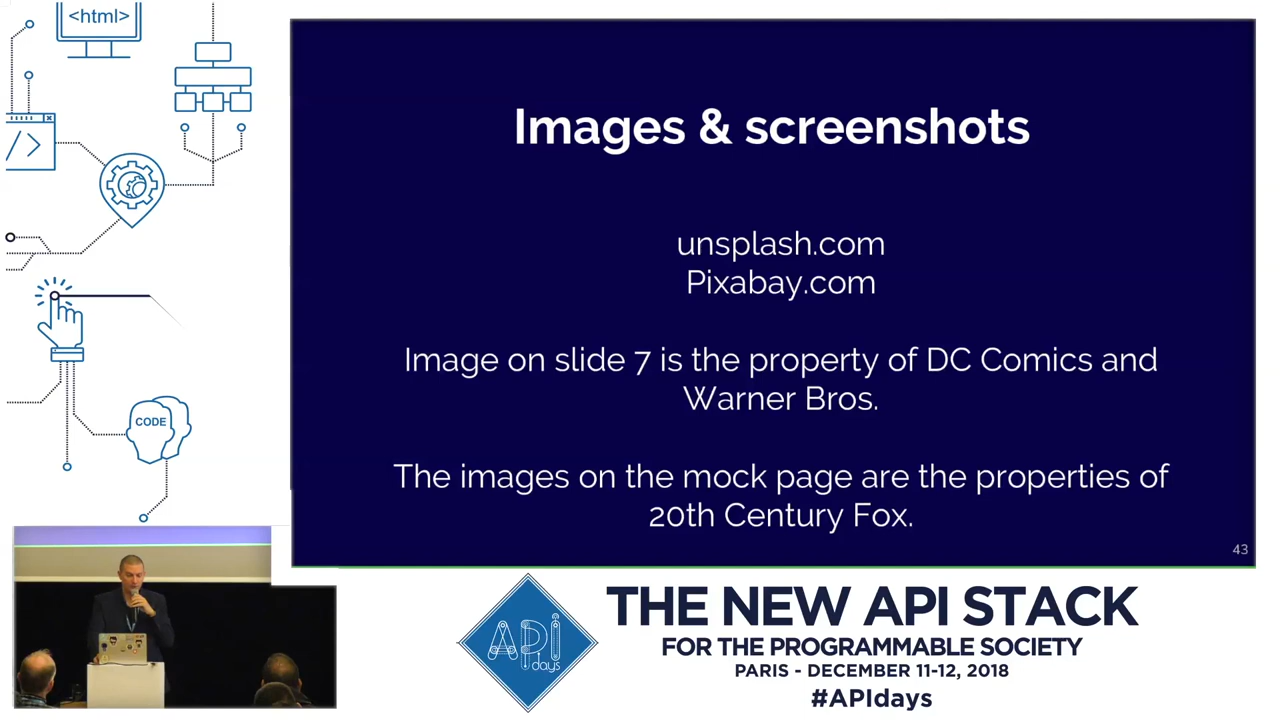 <html>
</>
CODE
Images & screenshots
unsplash.com
Pixabay.com
Image on slide 7 is the property of DC Comics and
Warner Bros.
The images on the mock page are the properties of
20th Century Fox.
43
API
days
THE NEW API STACK
FOR THE PROGRAMMABLE SOCIETY
PARIS - DECEMBER 11-12, 2018
#APIdays